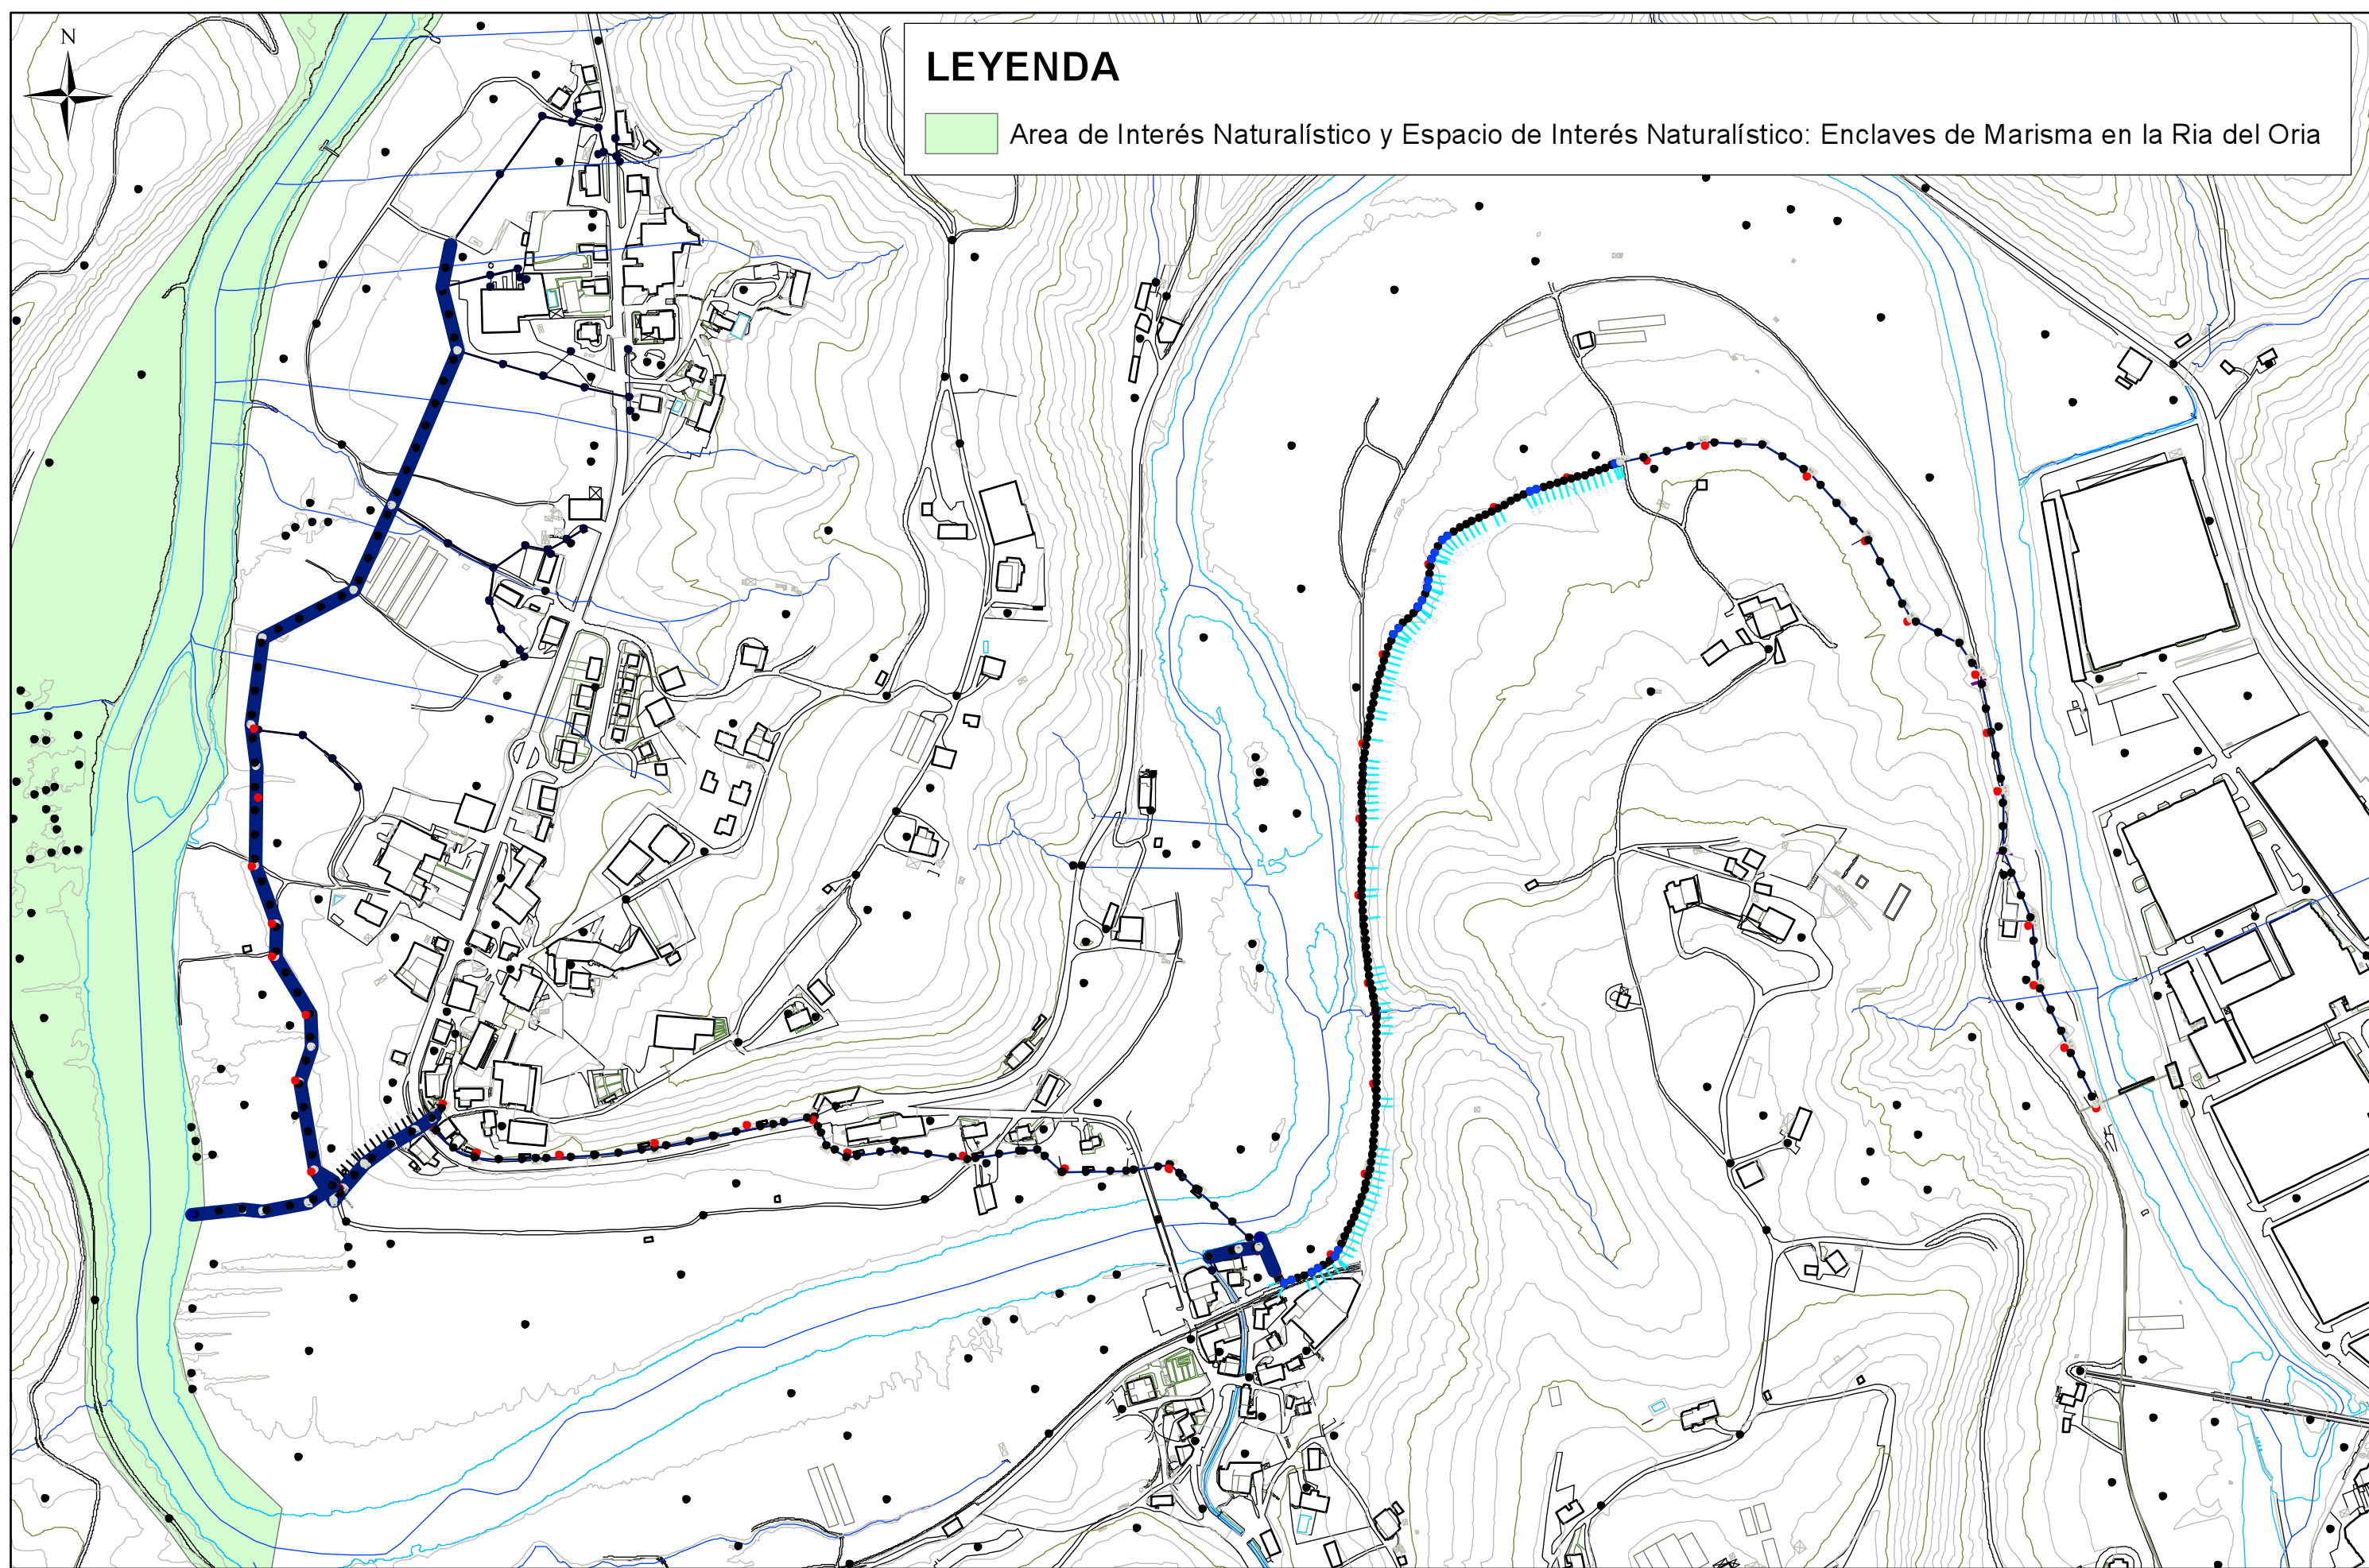 N
LEYENDA
Area de Interés Naturalístico y Espacio de Interés Naturalístico: Enclaves de Marisma en la Ria del Oria